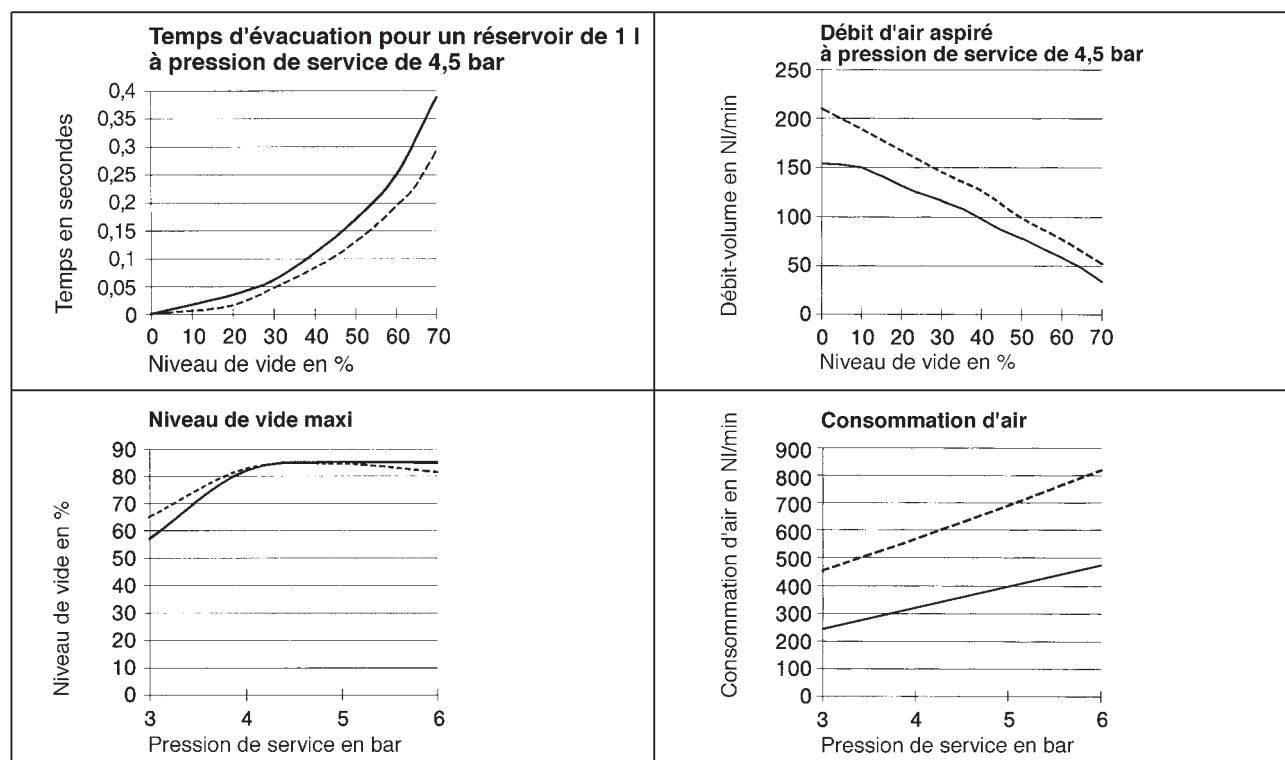 Temps d'évacuation pour un réservoir de 1 l
à pression de service de 4,5 bar
Temps en secondes
0,4
0,35
0,3
0,25
0,2
0,15
0,1
0,05
0
0 10 20 30 40 50 60 70
Niveau de vide en %
Débit d'air aspiré
à pression de service de 4,5 bar
Débit-volume en Nl/min
250
200
150
100
50
0
0 10 20 30 40 50 60 70
Niveau de vide en %
Niveau de vide maxi
Niveau de vide en %
90
80
70
60
50
40
30
20
10
0
3 4 5 6
Pression de service en bar
Consommation d'air
Consommation d'air en Nl/min
900
800
700
600
500
400
300
200
100
0
3 4 5 6
Pression de service en bar